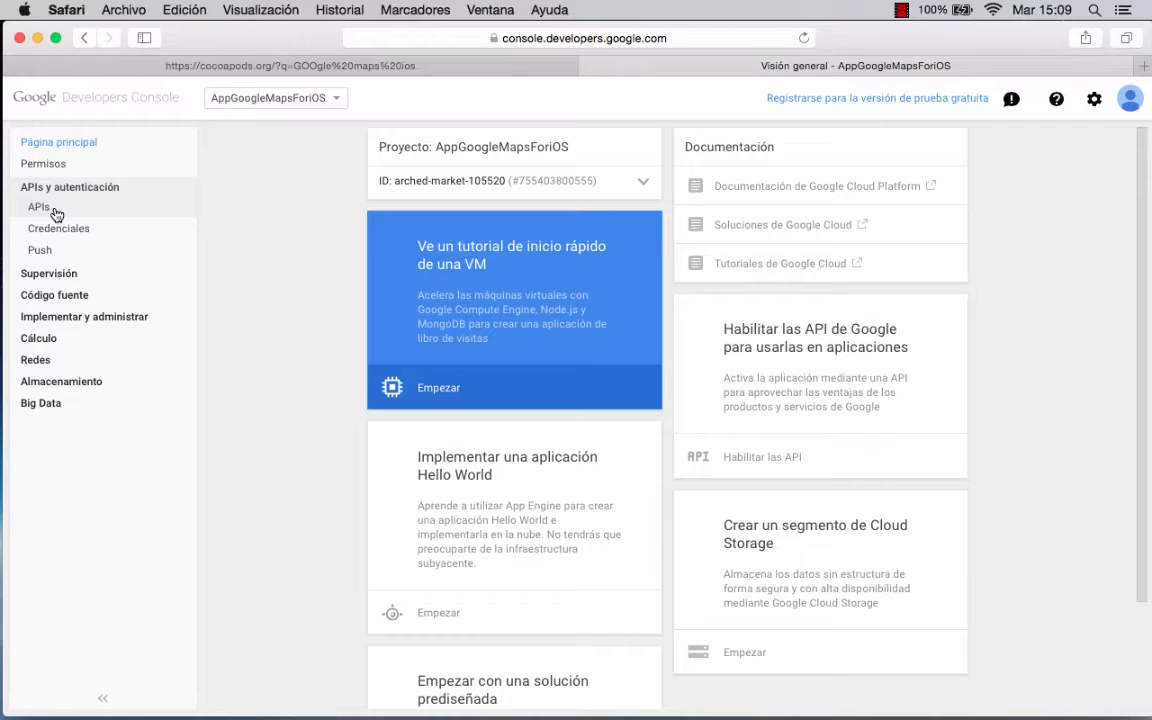 Safari Archivo Edición Visualización Historial Marcadores Ventana Ayuda 100% Mar 15:09
console.developers.google.com
https://cocoapods.org/?q=GOOgle%20maps%20ios Visión general - AppGoogleMapsForiOS
Google Developers Console AppGoogleMapsForiOS Registrarse para la versión de prueba gratuita
Página principal
Permisos
APIs y autenticación
APIs
Credenciales
Push
Supervisión
Código fuente
Implementar y administrar
Cálculo
Redes
Almacenamiento
Big Data
Proyecto: AppGoogleMapsForiOS
ID: arched-market-105520 (#755403800555)
Ve un tutorial de inicio rápido
de una VM
Acelera las máquinas virtuales con
Google Compute Engine, Node.js y
MongoDB para crear una aplicación de
libro de visitas
Empezar
Implementar una aplicación
Hello World
Aprende a utilizar App Engine para crear
una aplicación Hello World e
implementarla en la nube. No tendrás que
preocuparte de la infraestructura
subyacente.
Empezar
Empezar con una solución
prediseñada
Documentación
Documentación de Google Cloud Platform
Soluciones de Google Cloud
Tutoriales de Google Cloud
Habilitar las API de Google
para usarlas en aplicaciones
Activa la aplicación mediante una API
para aprovechar las ventajas de los
productos y servicios de Google
API Habilitar las API
Crear un segmento de Cloud
Storage
Almacena los datos sin estructura de
forma segura y con alta disponibilidad
mediante Google Cloud Storage
Empezar